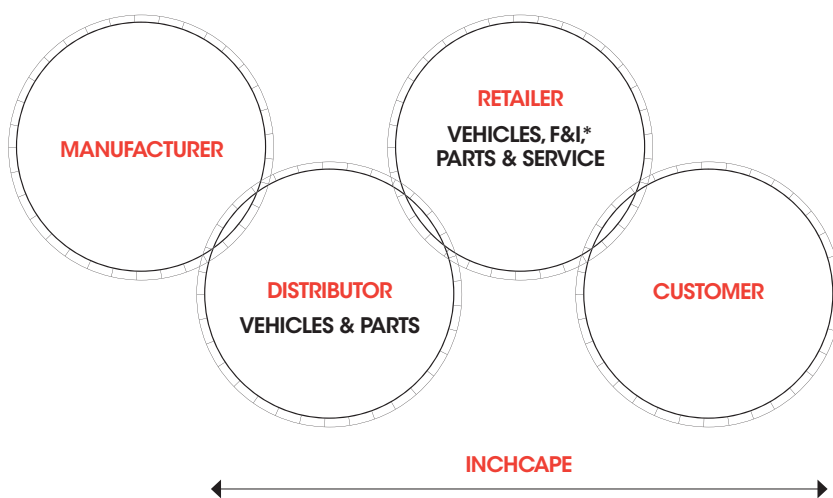 MANUFACTURER
DISTRIBUTOR
VEHICLES & PARTS
RETAILER
VEHICLES, F&I,*
PARTS & SERVICE
CUSTOMER
INCHCAPE